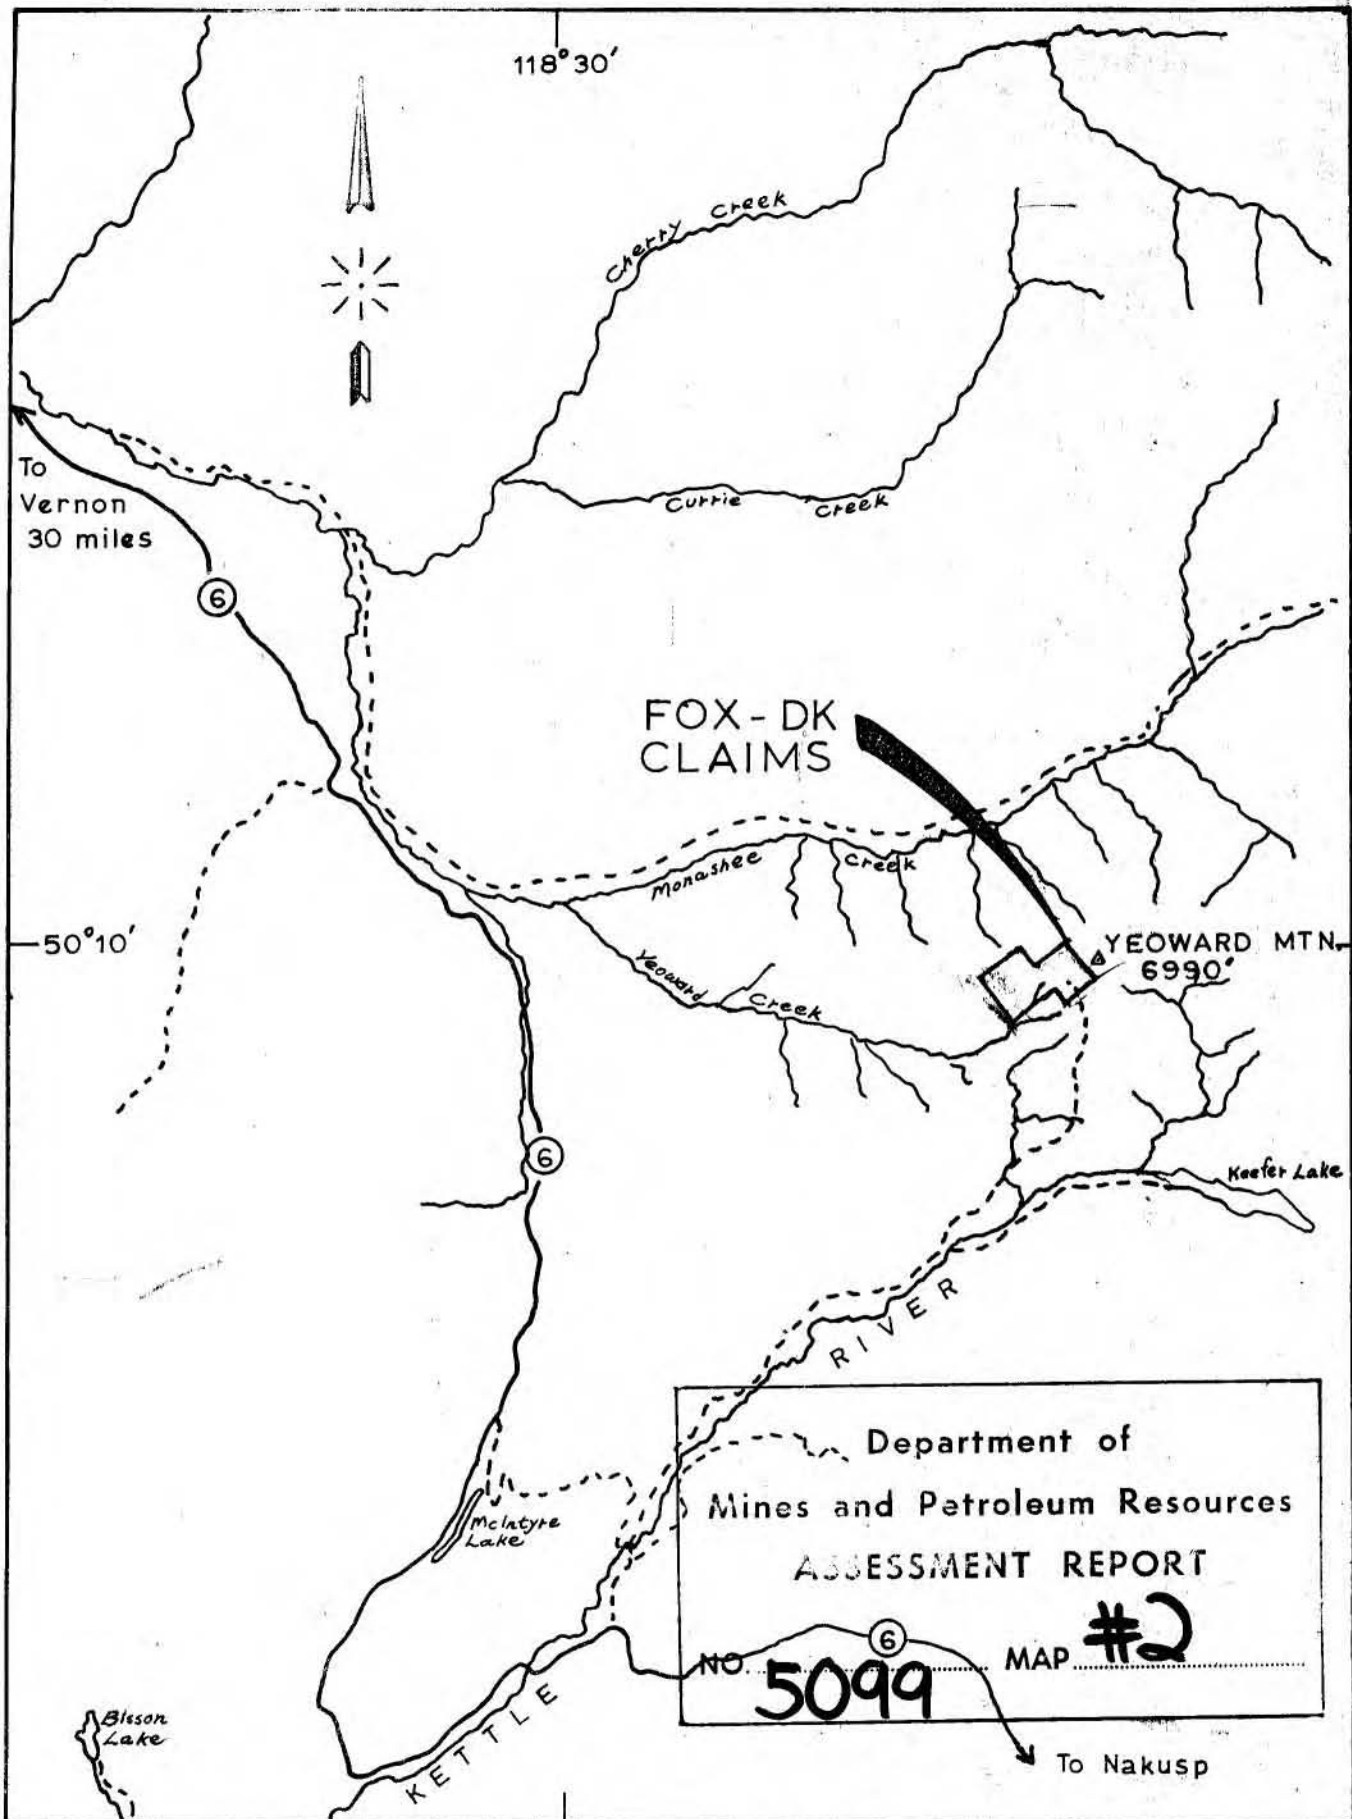 118°30'
Cherry Creek
To
Vernon
30 miles
Currie Creek
6
FOX-DK
CLAIMS
Monashee Creek
50°10'
YEOWARD MTN.
6990'
Yeoward Creek
6
Keefer Lake
RIVER
Department of
Mines and Petroleum Resources
McIntyre
Lake
ASSESSMENT REPORT
6
NO. 5099 MAP #2
Bisson
Lake
KETTLE
To Nakusp